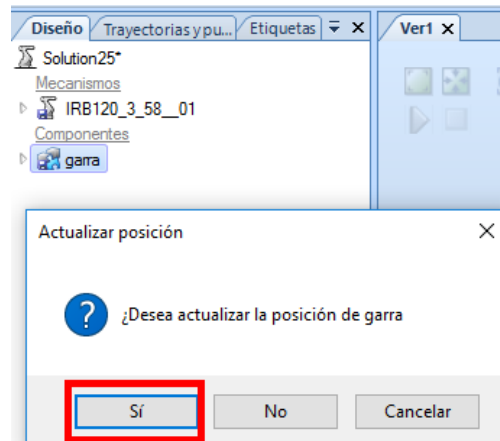 Diseño Trayectorias y pu... Etiquetas Ver1
Solution25*
Mecanismos
IRB120_3_58__01
Componentes
garra
Actualizar posición
¿Desea actualizar la posición de garra
Sí No Cancelar